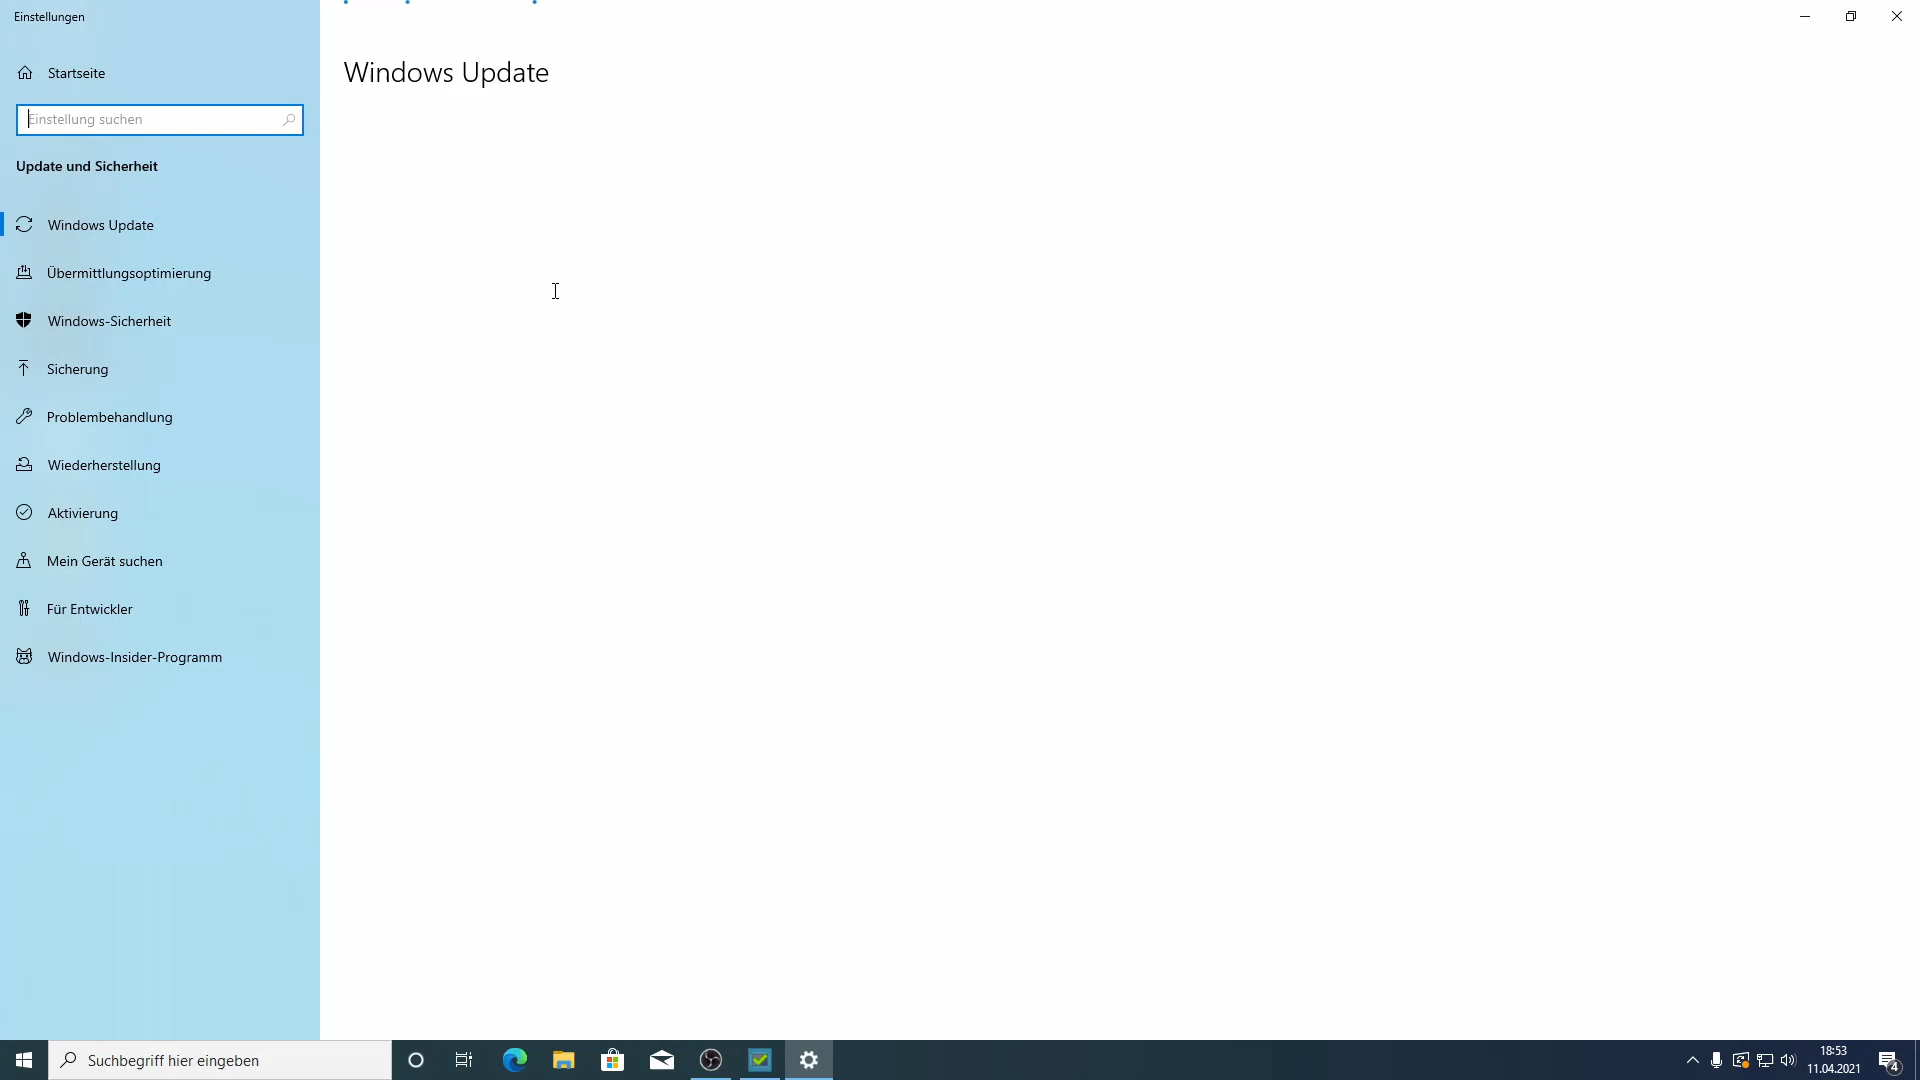 Einstellungen
Startseite
Einstellung suchen
Update und Sicherheit
Windows Update
Übermittlungsoptimierung
Windows-Sicherheit
Sicherung
Problembehandlung
Wiederherstellung
Aktivierung
Mein Gerät suchen
Für Entwickler
Windows-Insider-Programm
Windows Update
Suchbegriff hier eingeben
18:53
11.04.2021
4